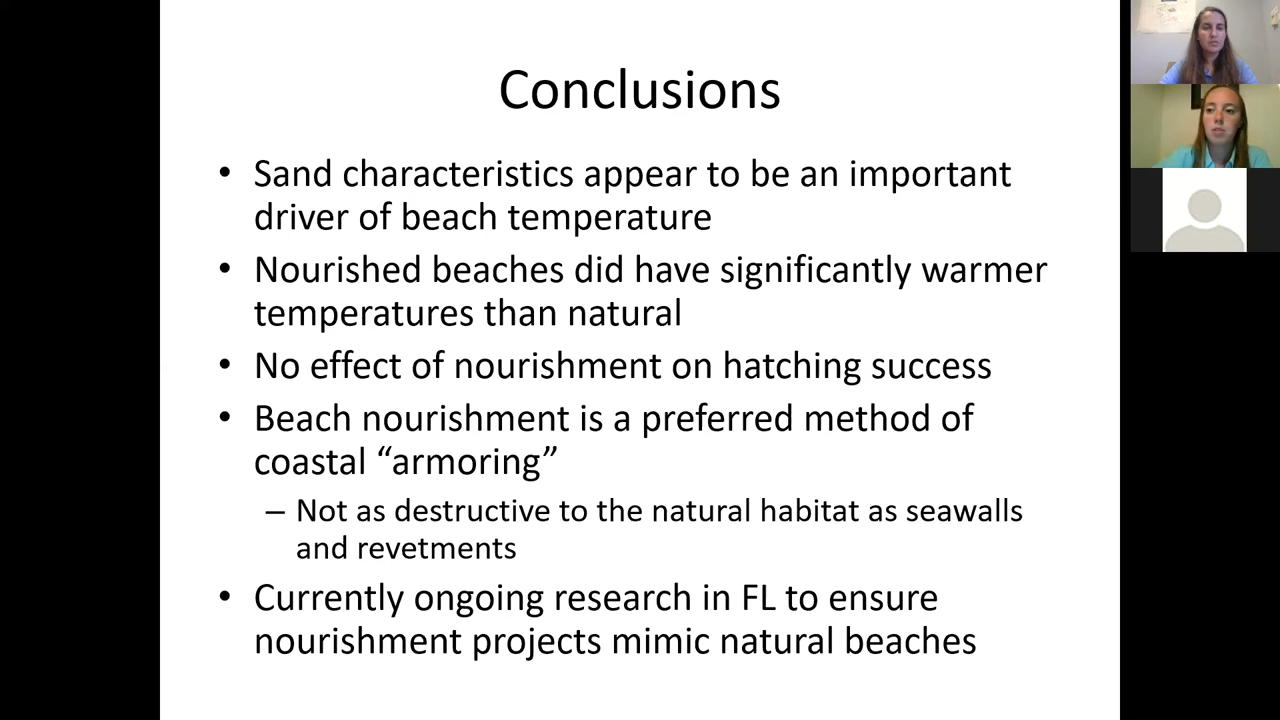 Conclusions
• Sand characteristics appear to be an important
driver of beach temperature
• Nourished beaches did have significantly warmer
temperatures than natural
• No effect of nourishment on hatching success
• Beach nourishment is a preferred method of
coastal “armoring”
– Not as destructive to the natural habitat as seawalls
and revetments
• Currently ongoing research in FL to ensure
nourishment projects mimic natural beaches